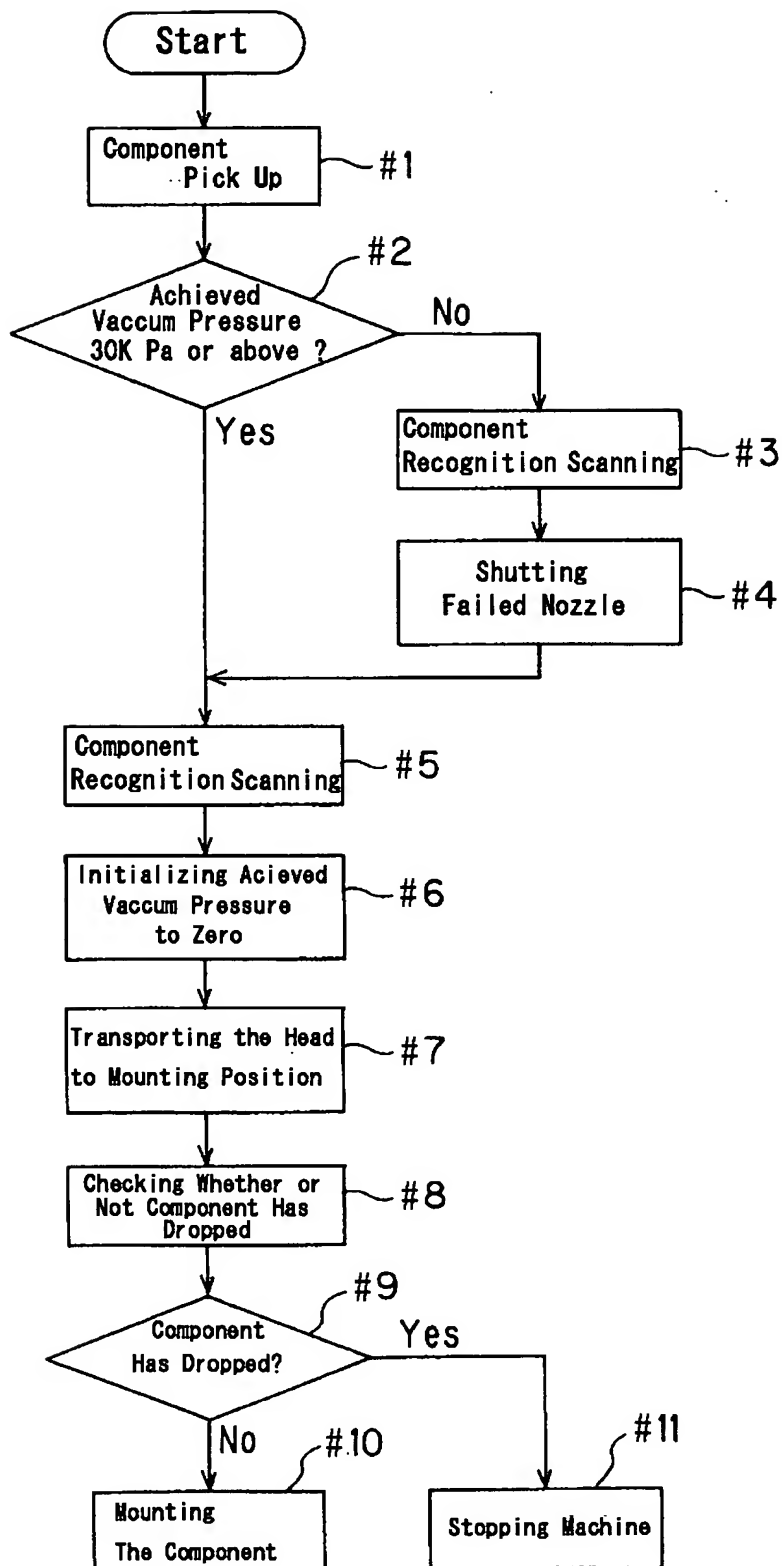 Start
Component
Pick Up
#1
#2
Achieved
Vaccum Pressure
30K Pa or above ?
No
Yes
Component
Recognition Scanning
#3
Shutting
Failed Nozzle
#4
Component
Recognition Scanning
#5
Initializing Acieved
Vaccum Pressure
to Zero
#6
Transporting the Head
to Mounting Position
#7
Checking Whether or
Not Component Has
Dropped
#8
#9
Component
Has Dropped?
Yes
No
#10
Mounting
The Component
#11
Stopping Machine